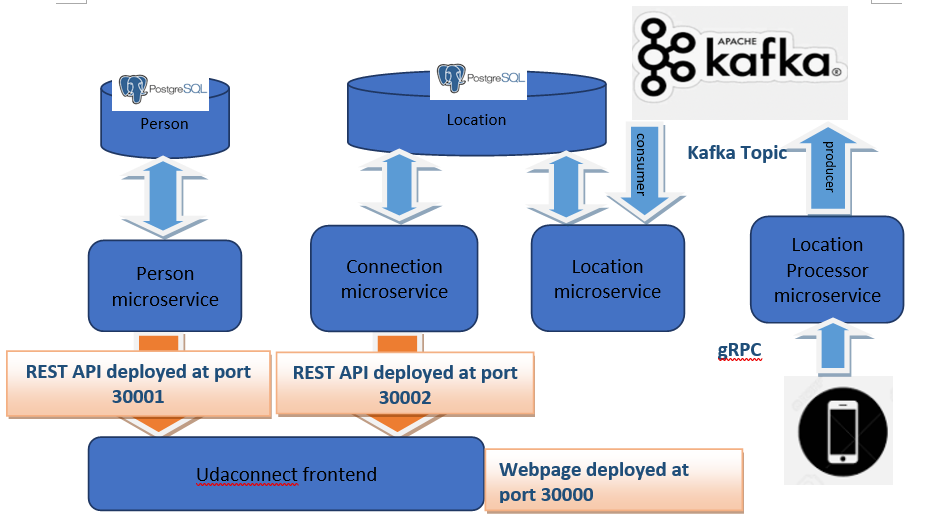 APACHE
kafka®
PostgreSQL
Person
PostgreSQL
Location
consumer
Kafka Topic
producer
Person
microservice
Connection
microservice
Location
microservice
Location
Processor
microservice
gRPC
REST API deployed at port
30001
REST API deployed at port
30002
Udaconnect frontend
Webpage deployed at
port 30000